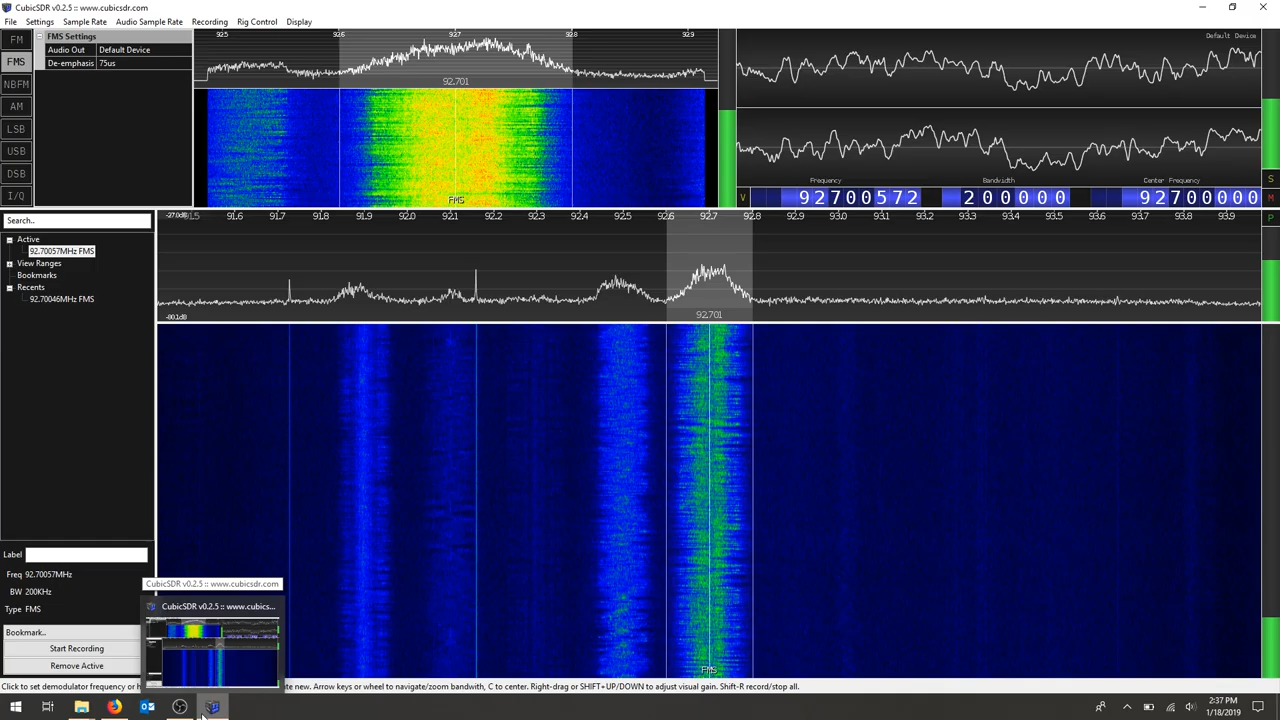 CubicSDR v0.2.5 :: www.cubicsdr.com
File Settings Sample Rate Audio Sample Rate Recording Rig Control Display
FM
FMS
NBFM
AM
LSB
USB
DSB
I/Q
FMS Settings
Audio Out Default Device
De-emphasis 75us
92.5 92.6 92.7 92.8 92.9
92.701
FMS
Default Device
Frequency Bandwidth Center Frequency
V 92700572 200000 92700000
S
M
P
Search..
Active
92.70057MHz FMS
View Ranges
Bookmarks
Recents
92.70046MHz FMS
-27.0dB 91.5 91.6 91.7 91.8 91.9 92.0 92.1 92.2 92.3 92.4 92.5 92.6 92.7 92.8 92.9 93.0 93.1 93.2 93.3 93.4 93.5 93.6 93.7 93.8 93.9
-80.1dB
92.701
FMS
Label
Freq 92.70057MHz
BW 200KHz
Type FMS
Bookmark..
Start Recording
Remove Active
CubicSDR v0.2.5 :: www.cubicsdr.com
CubicSDR v0.2.5 :: www.cubics...
Click to set demodulator frequency or h
ate new. Arrow keys or wheel to navigate/zoom bandwith, C to center. Right-drag or SHIFT+UP/DOWN to adjust visual gain. Shift-R record/stop all.
2:37 PM
1/18/2019